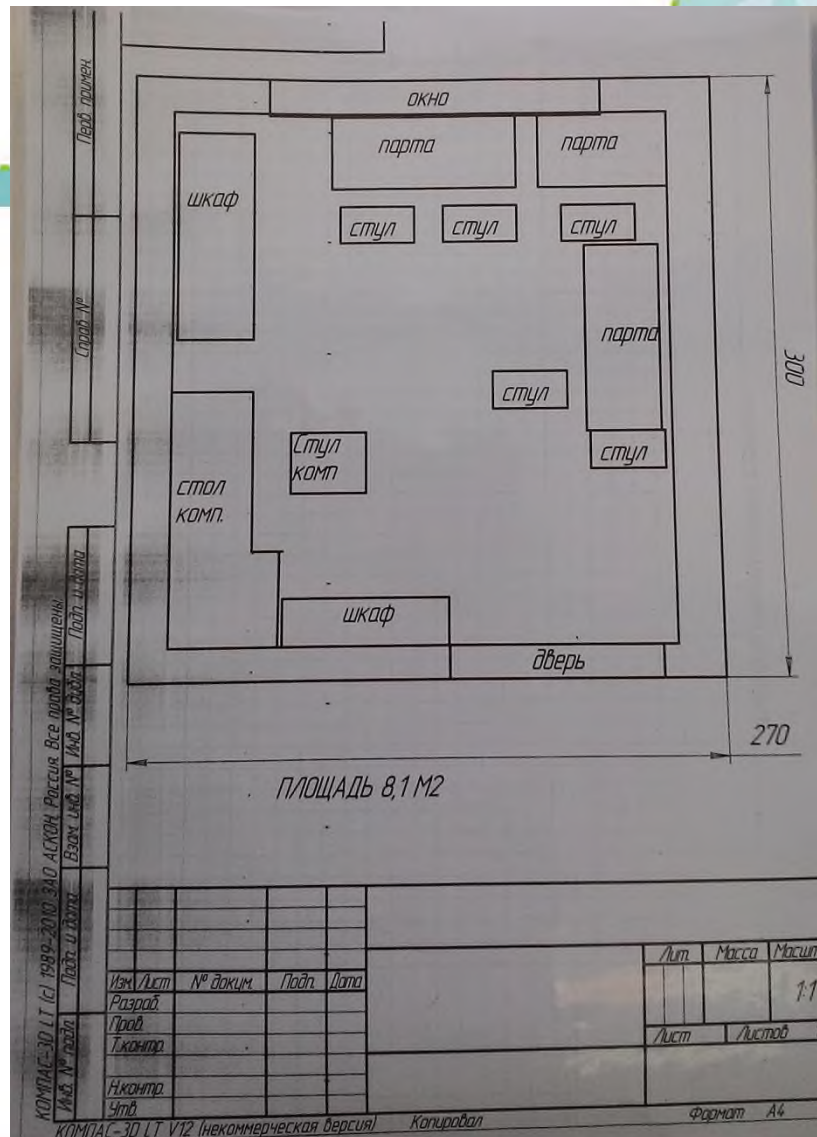 Перв. примен.
Справ. №
Подп. и дата
Инв. № дубл.
Взам. инв. №
Подп. и дата
Инв. № подл.
КОМПАС-3D LT (с) 1989-2010 ЗАО АСКОН, Россия. Все права защищены.
окно
парта
парта
шкаф
стул
стул
стул
парта
300
стул
Стул
комп
стул
стол
комп.
шкаф
дверь
270
ПЛОЩАДЬ 8,1 М2
Лит.
Масса
Масшт
Изм.
Лист
№ докум.
Подп.
Дата
1:1
Разраб.
Пров.
Т.контр.
Лист
Листов
Н.контр.
Утв.
КОМПАС-3D LT V12 (некоммерческая версия)
Копировал
Формат
А4